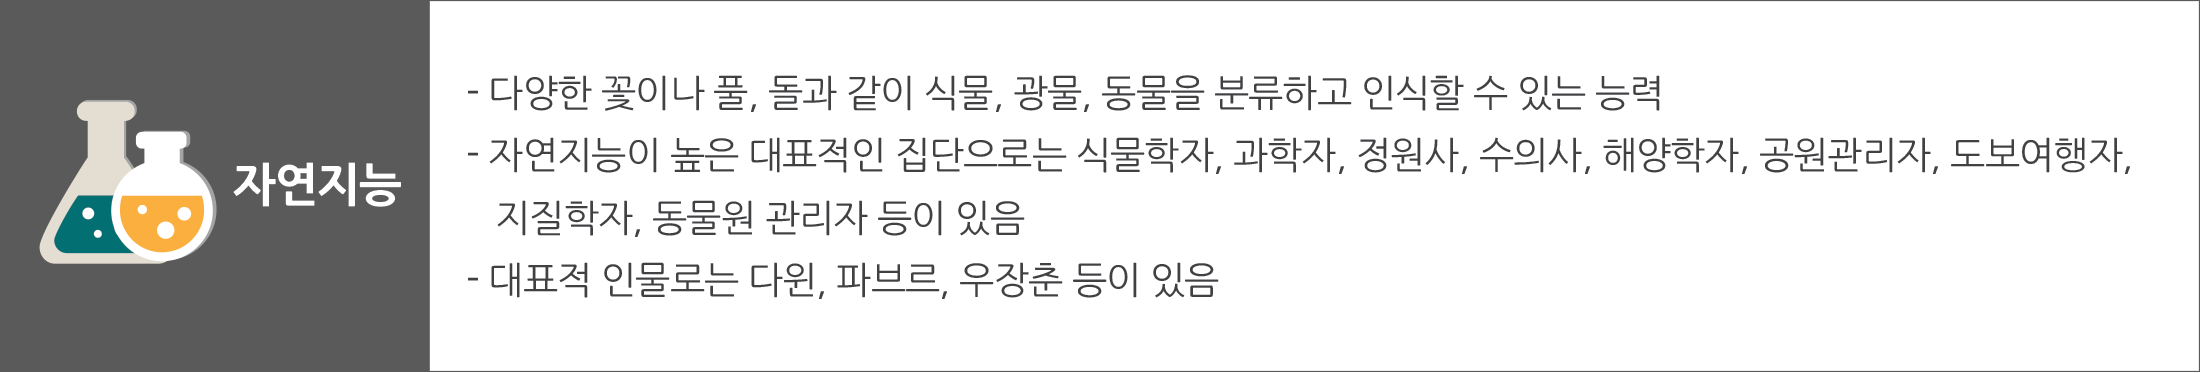 자연지능
- 다양한 꽃이나 풀, 돌과 같이 식물, 광물, 동물을 분류하고 인식할 수 있는 능력
- 자연지능이 높은 대표적인 집단으로는 식물학자, 과학자, 정원사, 수의사, 해양학자, 공원관리자, 도보여행자,
지질학자, 동물원 관리자 등이 있음
- 대표적 인물로는 다윈, 파브르, 우장춘 등이 있음